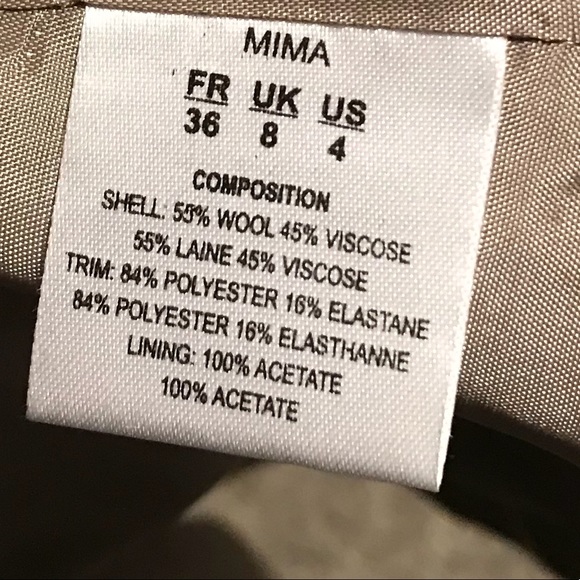 MIMA
FR UK US
36 8 4
COMPOSITION
SHELL: 55% WOOL 45% VISCOSE
55% LAINE 45% VISCOSE
TRIM: 84% POLYESTER 16% ELASTANE
84% POLYESTER 16% ELASTHANNE
LINING: 100% ACETATE
100% ACETATE